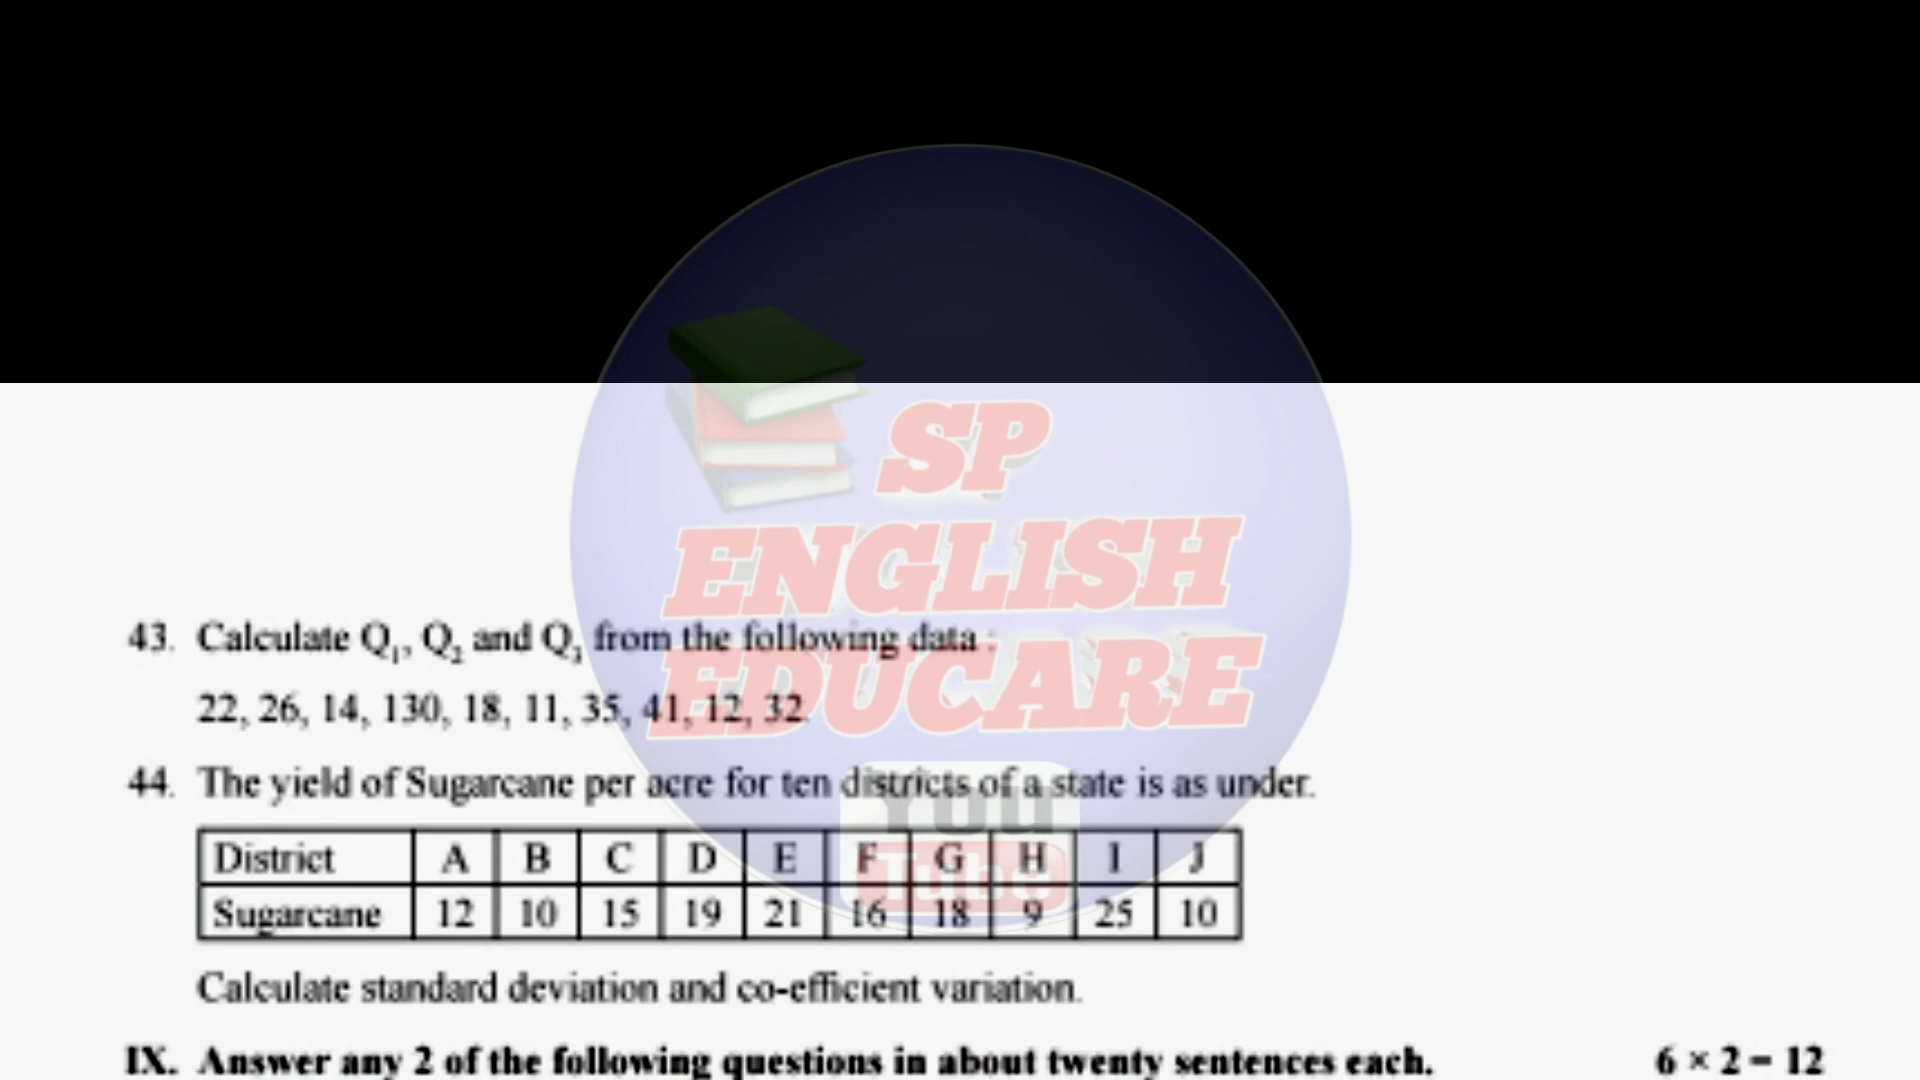 SP
ENGLISH
EDUCARE
You
Tube
43. Calculate Q₁, Q₂ and Q₃ from the following data :
22, 26, 14, 130, 18, 11, 35, 41, 12, 32
44. The yield of Sugarcane per acre for ten districts of a state is as under.
District A B C D E F G H I J
Sugarcane 12 10 15 19 21 16 18 9 25 10
Calculate standard deviation and co-efficient variation.
IX. Answer any 2 of the following questions in about twenty sentences each. 6 × 2 = 12